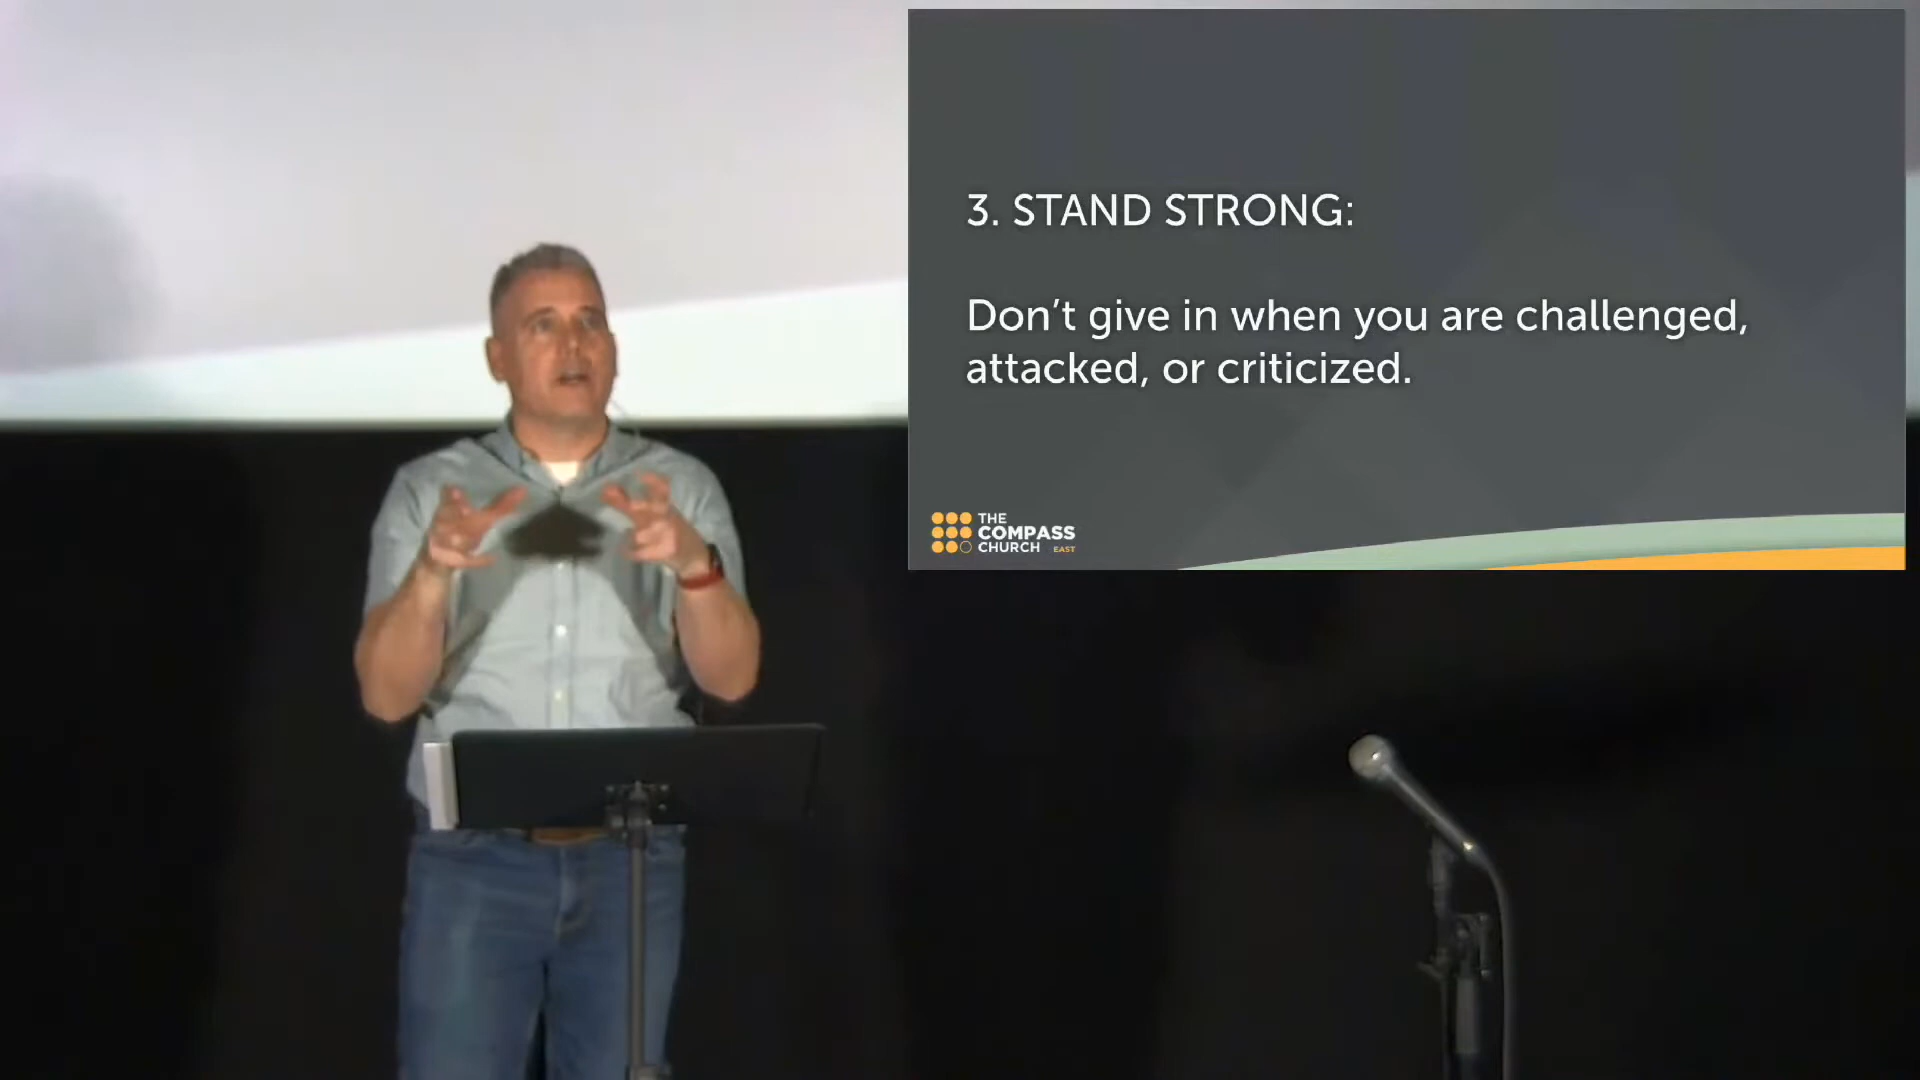 3. STAND STRONG:
Don't give in when you are challenged,
attacked, or criticized.
THE
COMPASS
CHURCH EAST